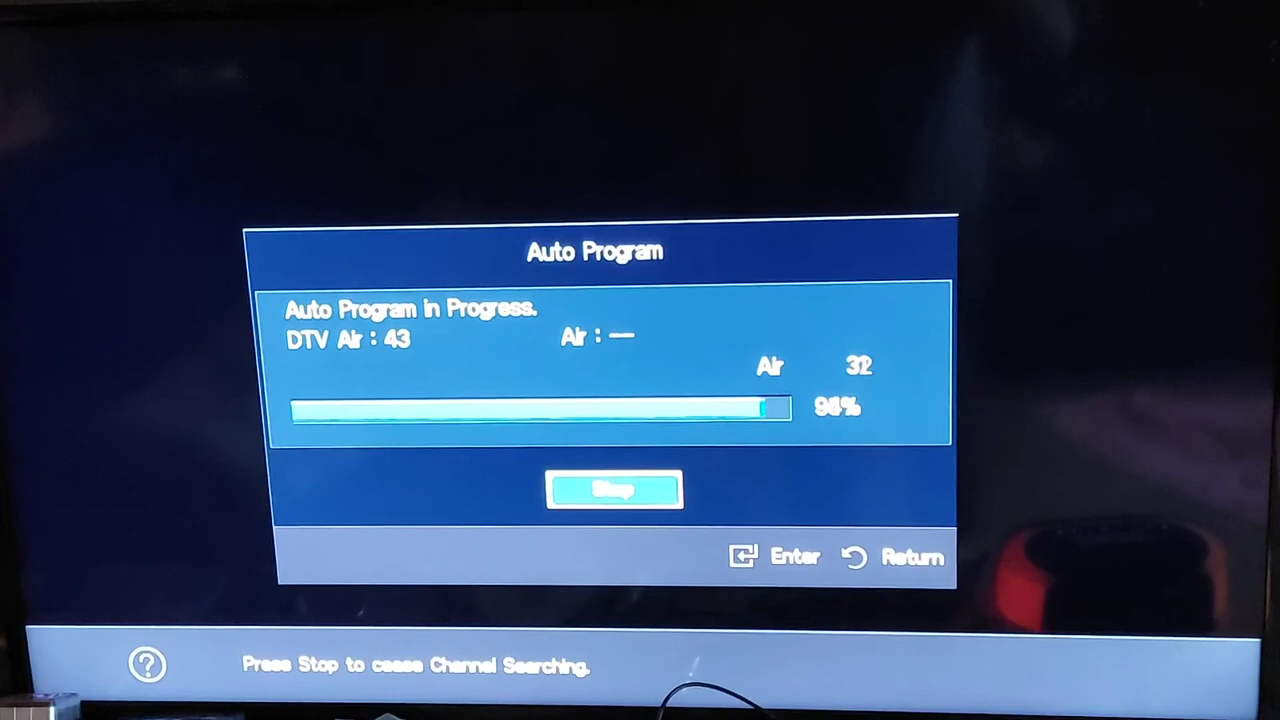 Auto Program
Auto Program in Progress.
DTV Air : 43
Air : —
Air
Stop
Enter
Return
Press Stop to cease Channel Searching.